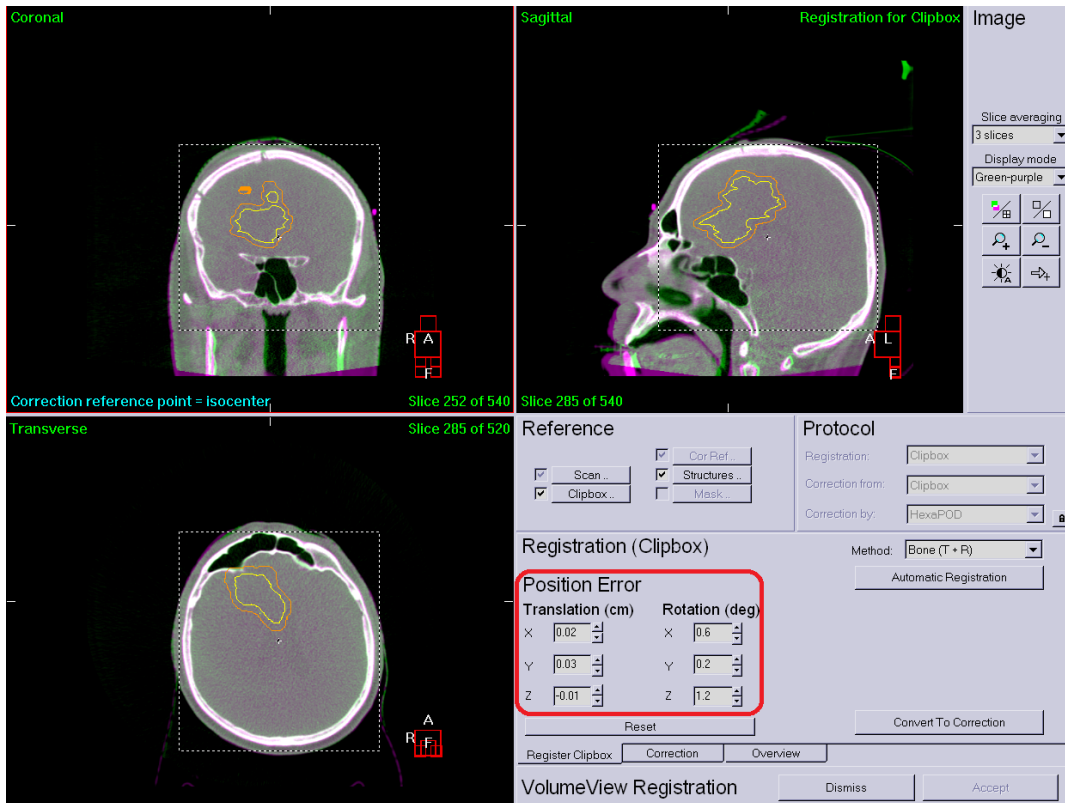 Coronal
Sagittal
Registration for Clipbox
Image
Slice averaging
3 slices
Display mode
Green-purple
A
R A
F
A L
F
Correction reference point = isocenter
Slice 252 of 540
Slice 285 of 540
Transverse
Slice 285 of 520
A
R F
Reference
Cor Ref ..
Scan ..
Structures ..
Clipbox ..
Mask ..
Protocol
Registration: Clipbox
Correction from: Clipbox
Correction by: HexaPOD
Registration (Clipbox)
Method: Bone (T + R)
Automatic Registration
Position Error
Translation (cm) Rotation (deg)
X 0.02 X 0.6
Y 0.03 Y 0.2
Z -0.01 Z 1.2
Reset
Convert To Correction
Register Clipbox Correction Overview
VolumeView Registration
Dismiss
Accept